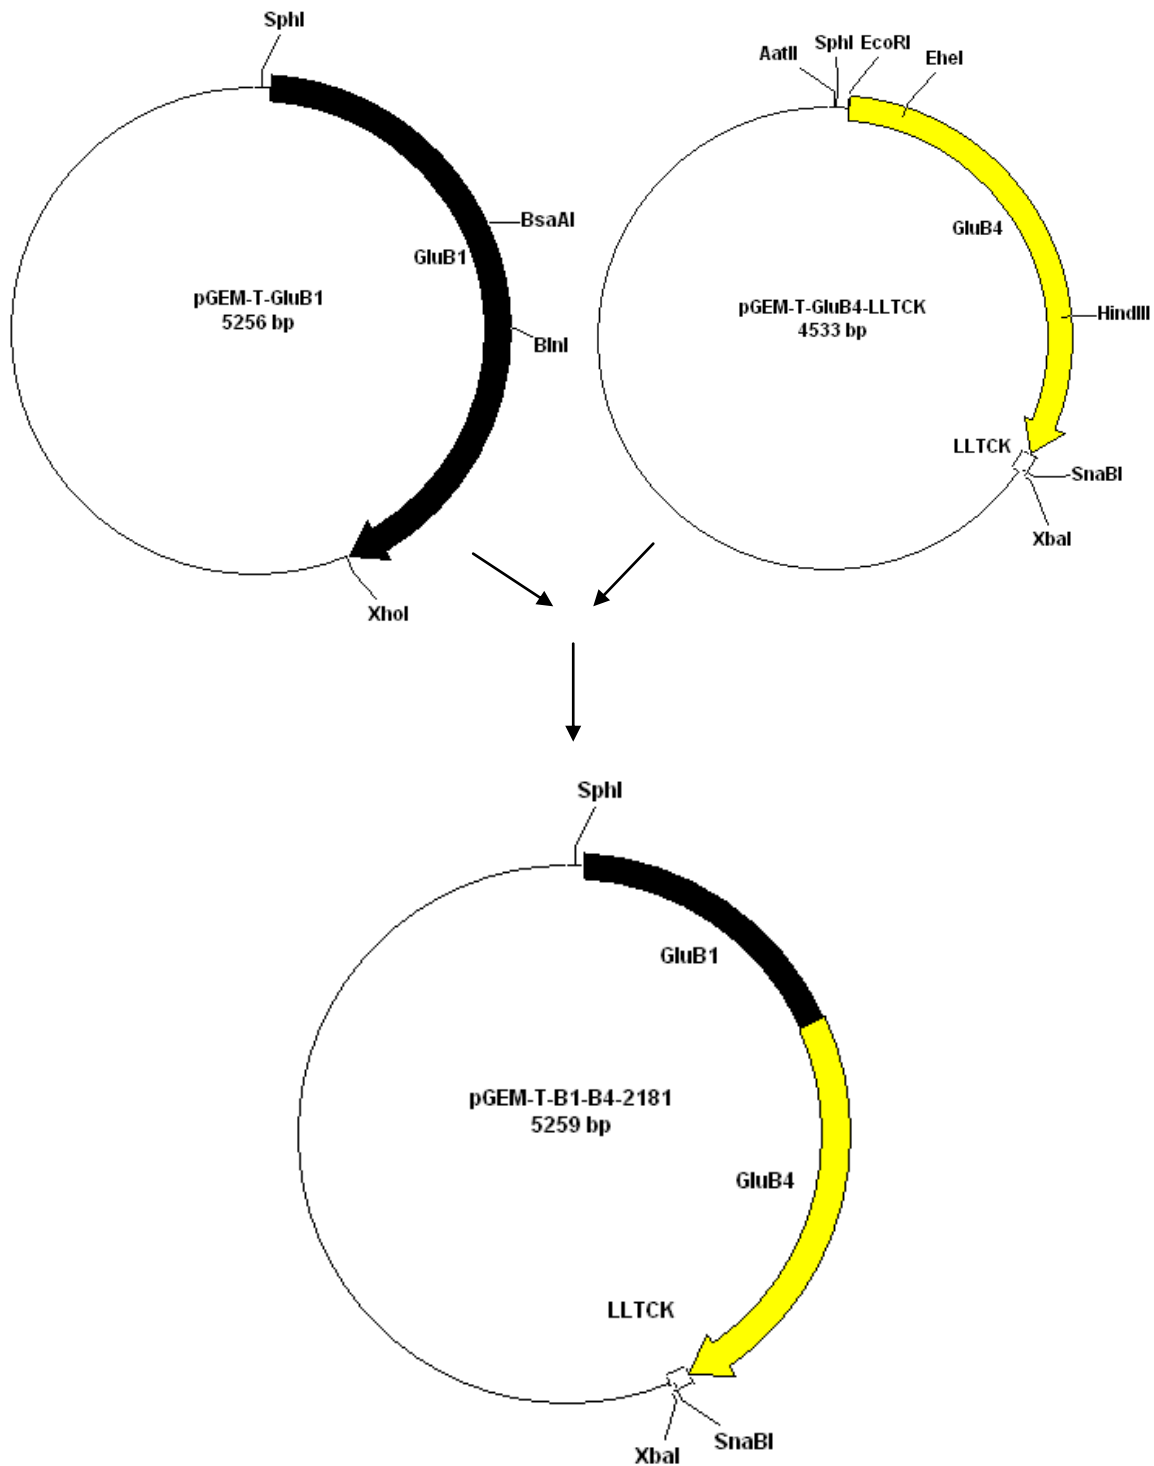 SphI
BsaAI
GluB1
pGEM-T-GluB1
5256 bp
BlnI
XhoI
AatII
SphI
EcoRI
EheI
GluB4
pGEM-T-GluB4-LLTCK
4533 bp
HindIII
LLTCK
SnaBI
XbaI
SphI
GluB1
pGEM-T-B1-B4-2181
5259 bp
GluB4
LLTCK
SnaBI
XbaI